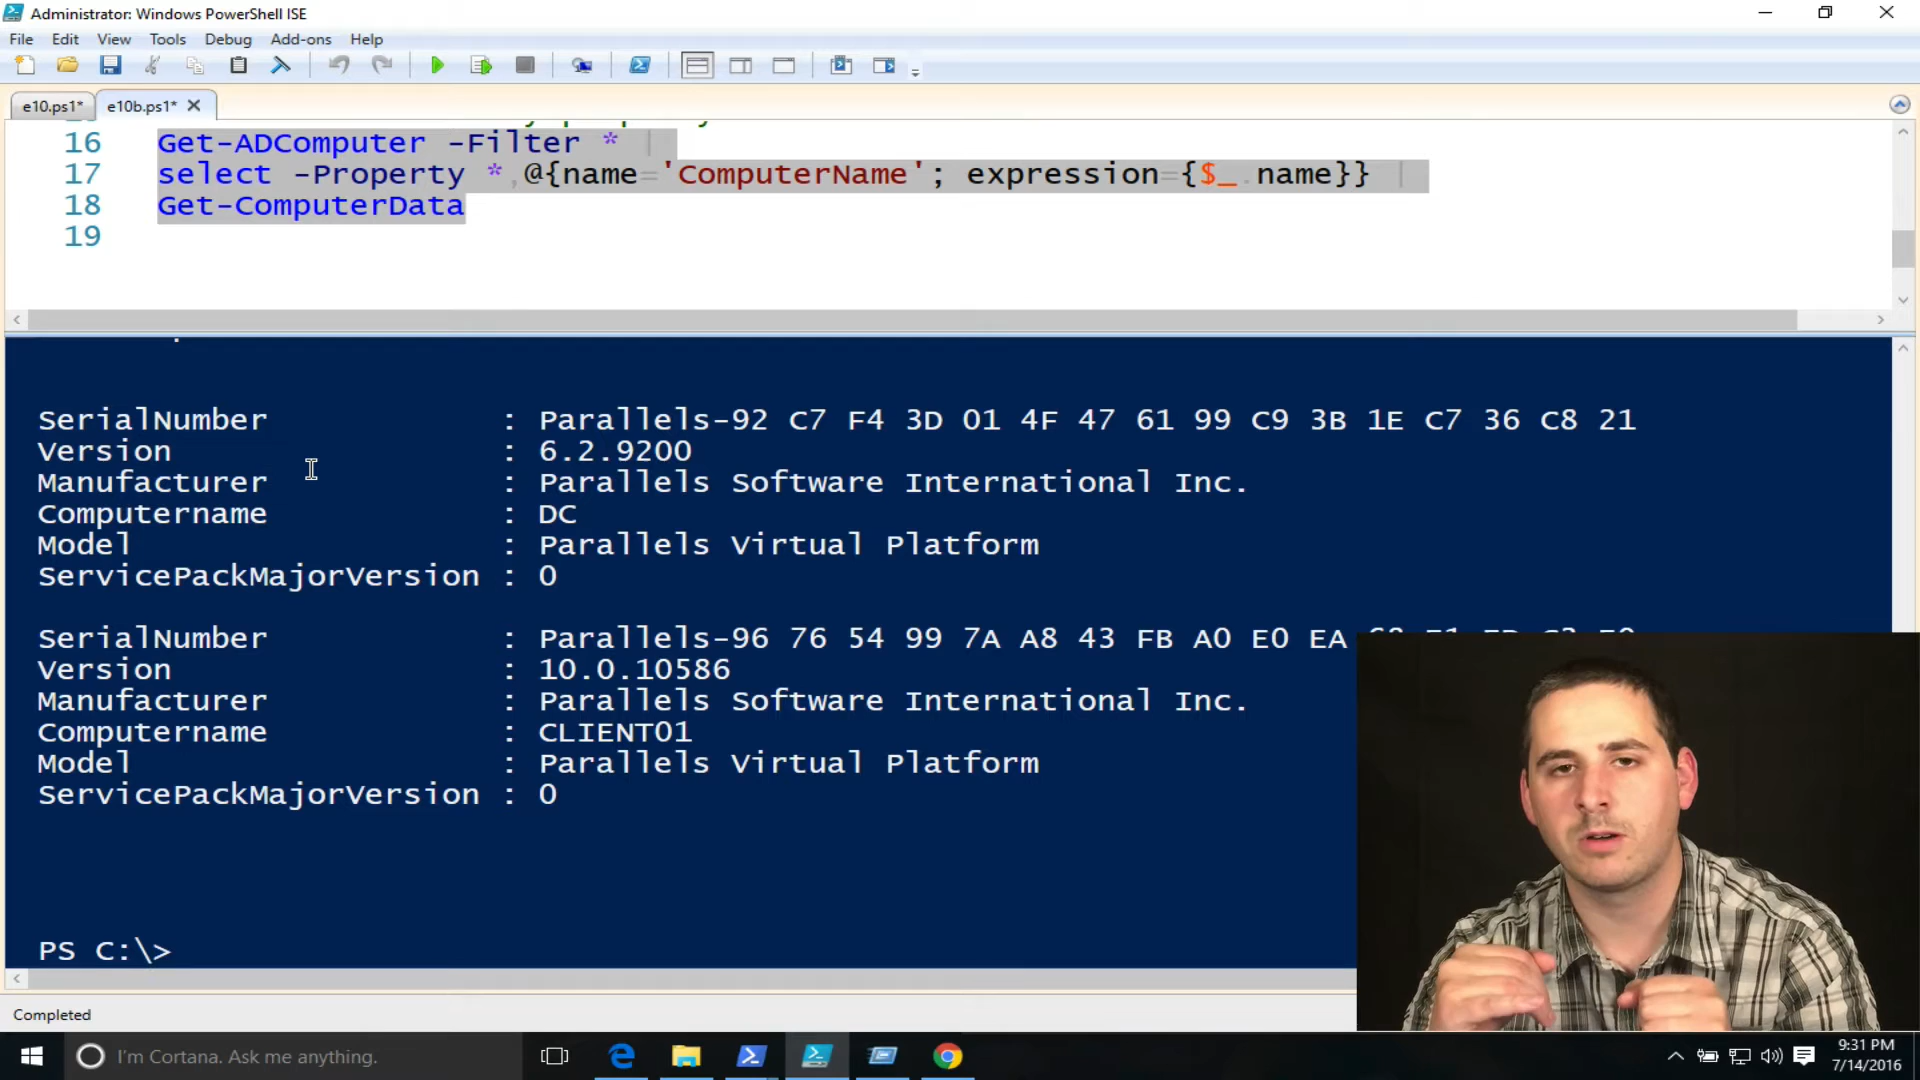 Administrator: Windows PowerShell ISE
File Edit View Tools Debug Add-ons Help
e10.ps1* e10b.ps1*
16 Get-ADComputer -Filter * |
17 select -Property *,@{name='ComputerName'; expression={$_.name}} |
18 Get-ComputerData
19
SerialNumber : Parallels-92 C7 F4 3D 01 4F 47 61 99 C9 3B 1E C7 36 C8 21
Version : 6.2.9200
Manufacturer : Parallels Software International Inc.
Computername : DC
Model : Parallels Virtual Platform
ServicePackMajorVersion : 0
SerialNumber : Parallels-96 76 54 99 7A A8 43 FB A0 E0 EA
Version : 10.0.10586
Manufacturer : Parallels Software International Inc.
Computername : CLIENT01
Model : Parallels Virtual Platform
ServicePackMajorVersion : 0
PS C:\>
Completed
I'm Cortana. Ask me anything.
9:31 PM
7/14/2016